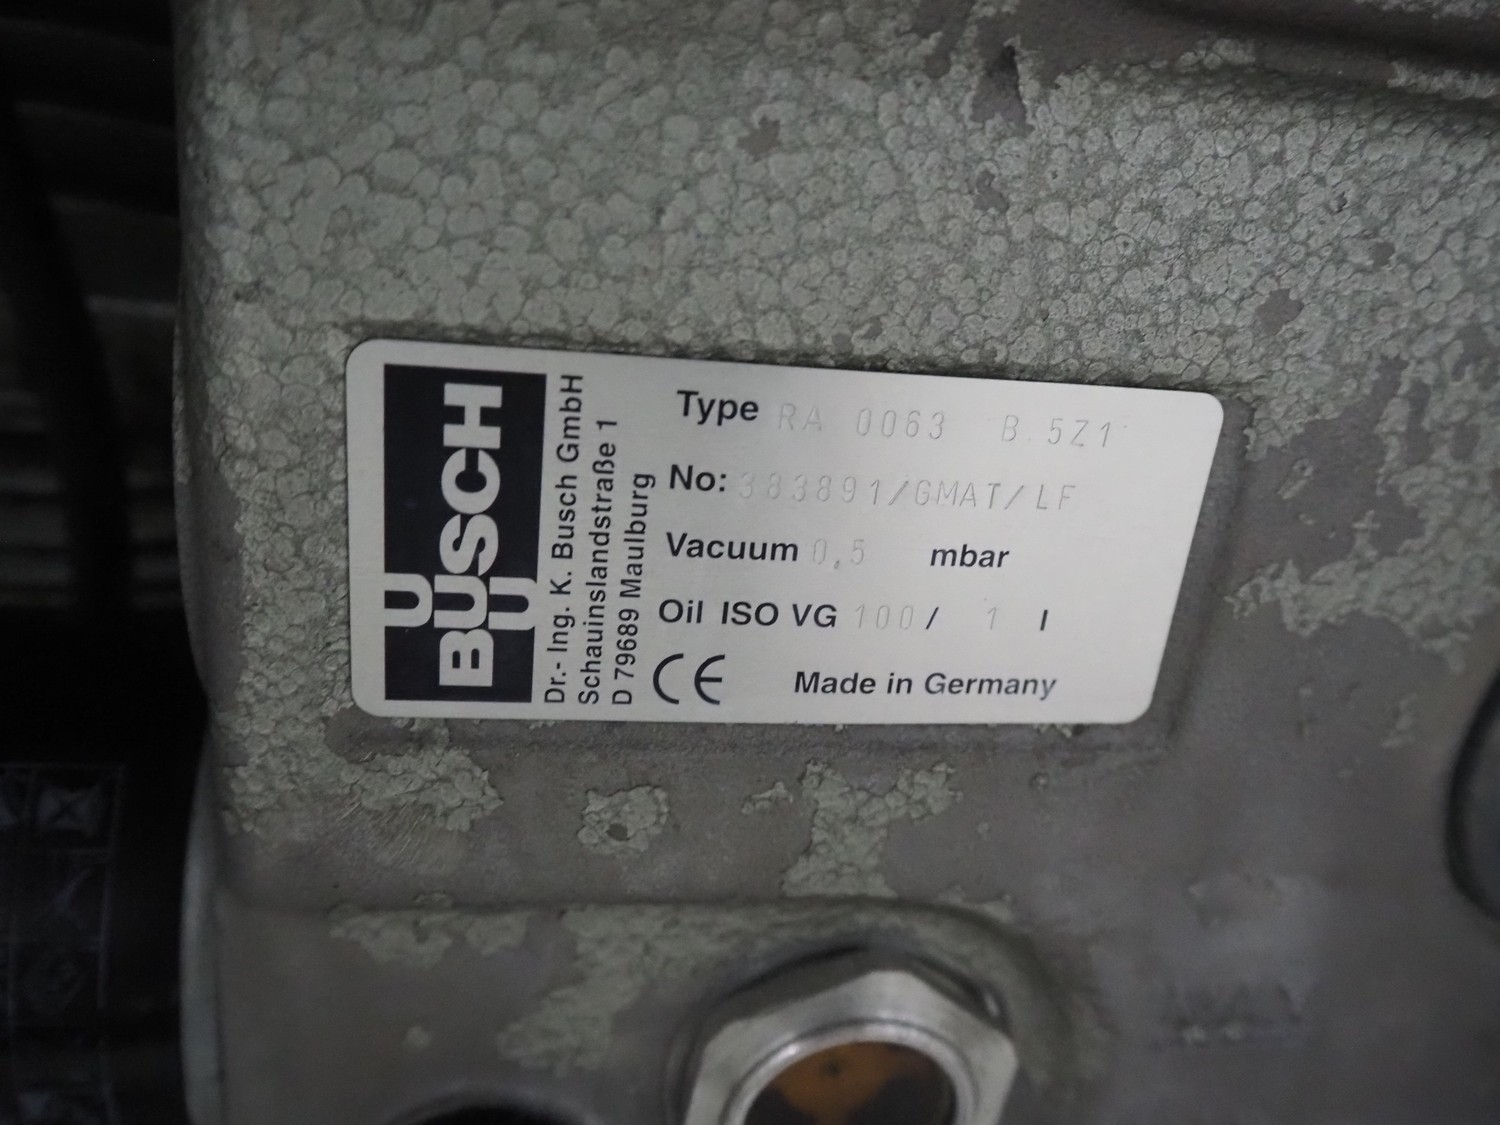 BUSCH
Dr.- Ing. K. Busch GmbH
Schauinslandstraße 1
D 79689 Maulburg
Type RA 0063 B.5Z1
No: 383891/GMAT/LF
Vacuum 0,5 mbar
Oil ISO VG 100/ 1 l
CE Made in Germany